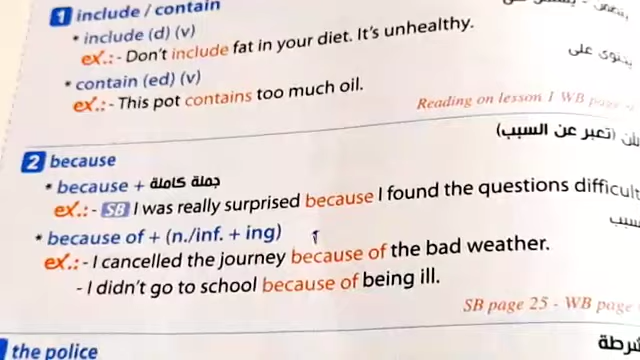 1 include / contain
• include (d) (v)
ex.: - Don't include fat in your diet. It's unhealthy.
• contain (ed) (v) يحتوى على
ex.: - This pot contains too much oil.
Reading on lesson 1 WB page
2 because (تعبر عن السبب)
• because + جملة كاملة
ex.: - SB I was really surprised because I found the questions difficult
• because of + (n./inf. + ing)
ex.: - I cancelled the journey because of the bad weather.
- I didn't go to school because of being ill.
SB page 25 - WB page
the police